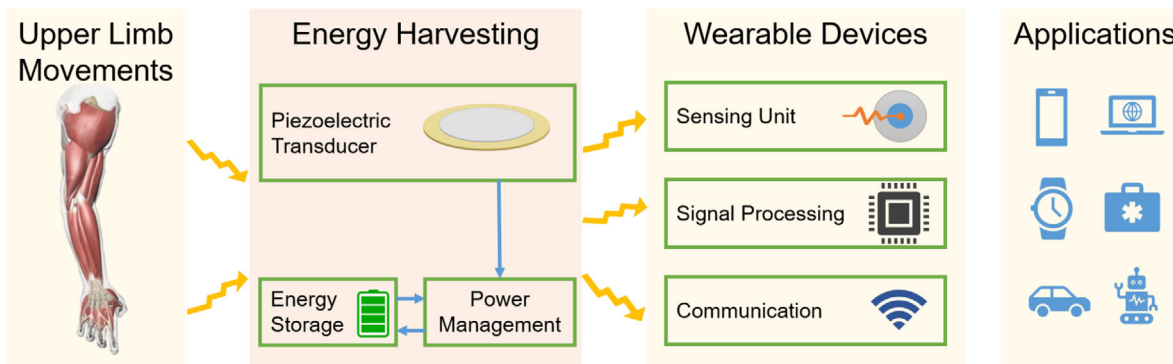 Upper Limb
Movements
Energy Harvesting
Piezoelectric
Transducer
Energy
Storage
Power
Management
Wearable Devices
Sensing Unit
Signal Processing
Communication
Applications